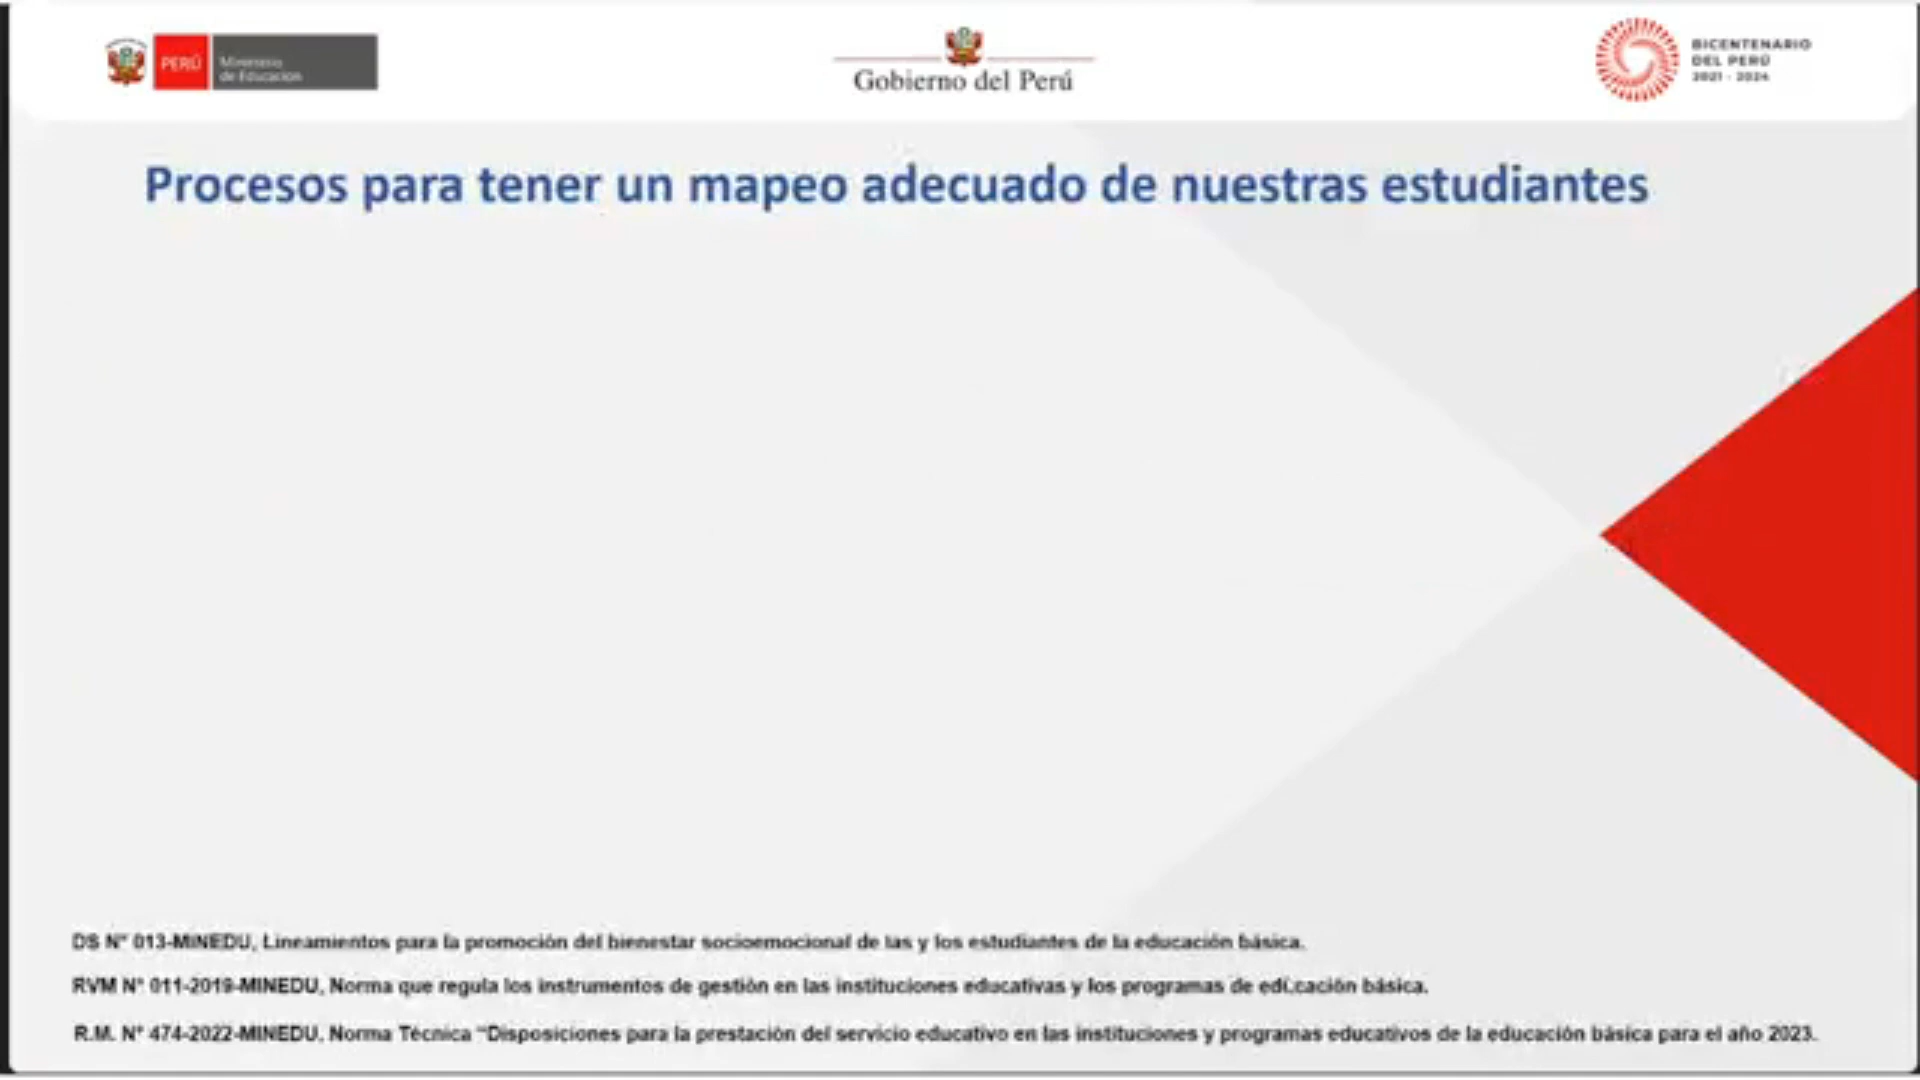 PERÚ
Ministerio
de Educación
Gobierno del Perú
BICENTENARIO
DEL PERÚ
2021 - 2024
Procesos para tener un mapeo adecuado de nuestras estudiantes
DS N° 013-MINEDU, Lineamientos para la promoción del bienestar socioemocional de las y los estudiantes de la educación básica.
RVM N° 011-2019-MINEDU, Norma que regula los instrumentos de gestión en las instituciones educativas y los programas de educación básica.
R.M. N° 474-2022-MINEDU, Norma Técnica “Disposiciones para la prestación del servicio educativo en las instituciones y programas educativos de la educación básica para el año 2023.